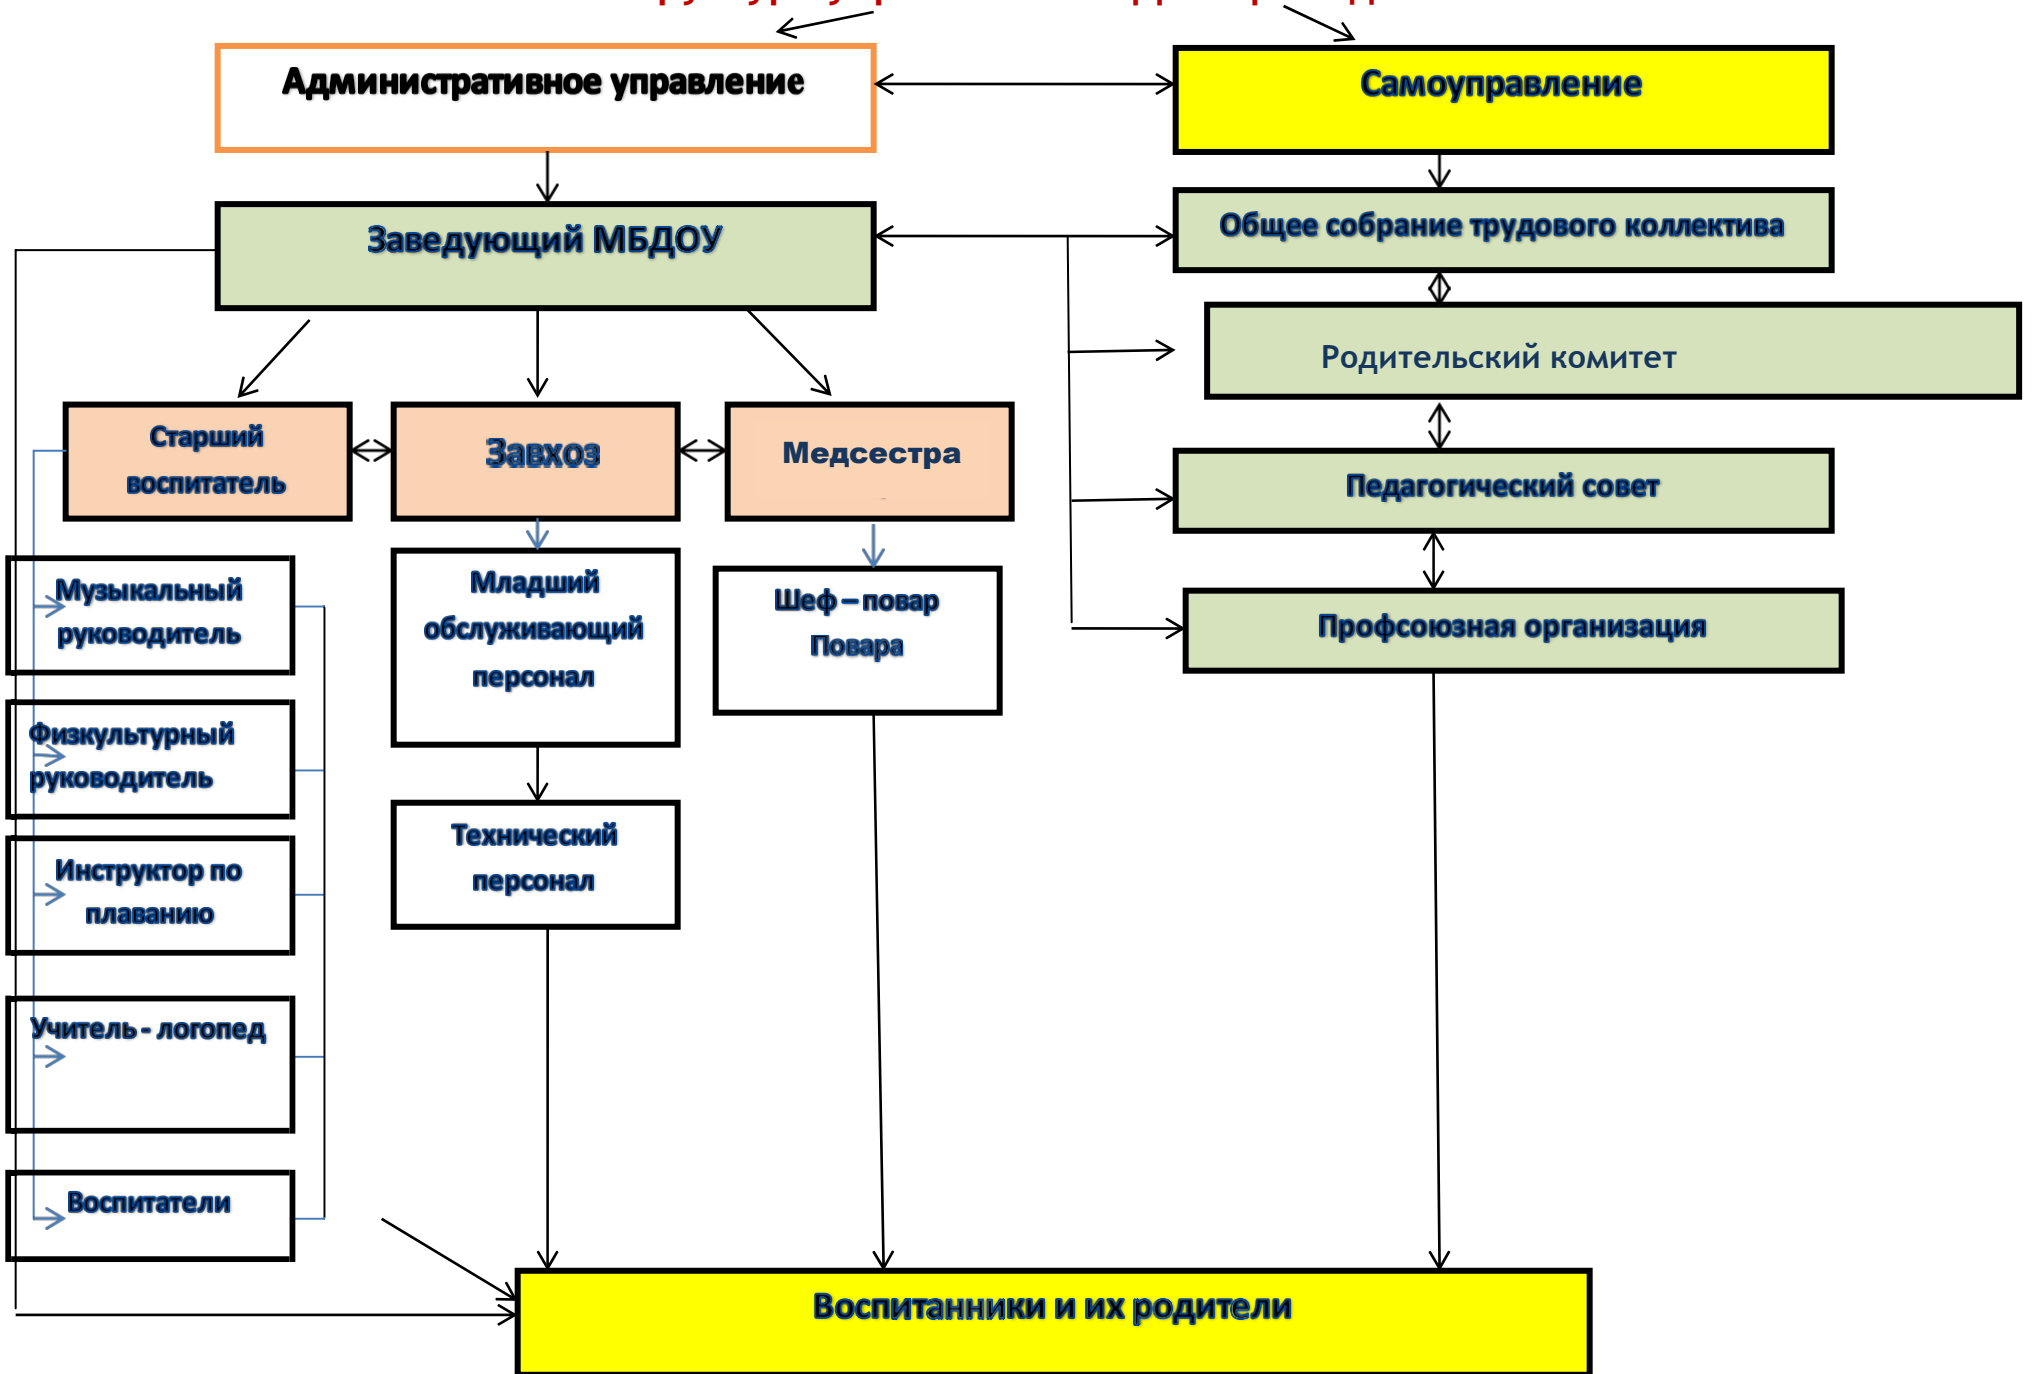 Административное управление
Самоуправление
Заведующий МБДОУ
Общее собрание трудового коллектива
Родительский комитет
Старший
воспитатель
Завхоз
Медсестра
Педагогический совет
Музыкальный
руководитель
Младший
обслуживающий
персонал
Шеф – повар
Повара
Профсоюзная организация
Физкультурный
руководитель
Технический
персонал
Инструктор по
плаванию
Учитель - логопед
Воспитатели
Воспитанники и их родители